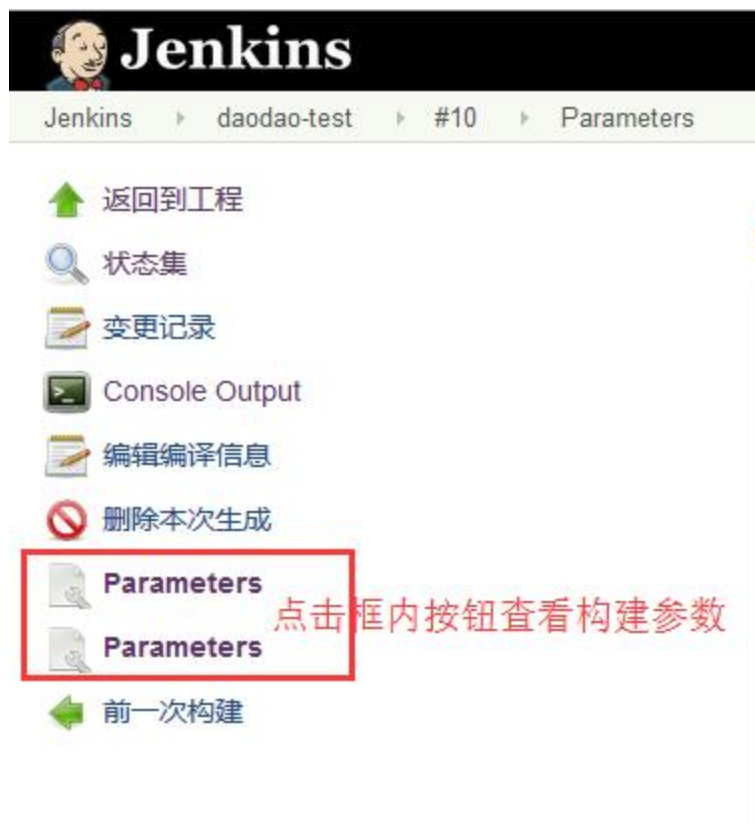 Jenkins
Jenkins daodao-test #10 Parameters
返回到工程
状态集
变更记录
Console Output
编辑编译信息
删除本次生成
Parameters
点击框内按钮查看构建参数
Parameters
前一次构建